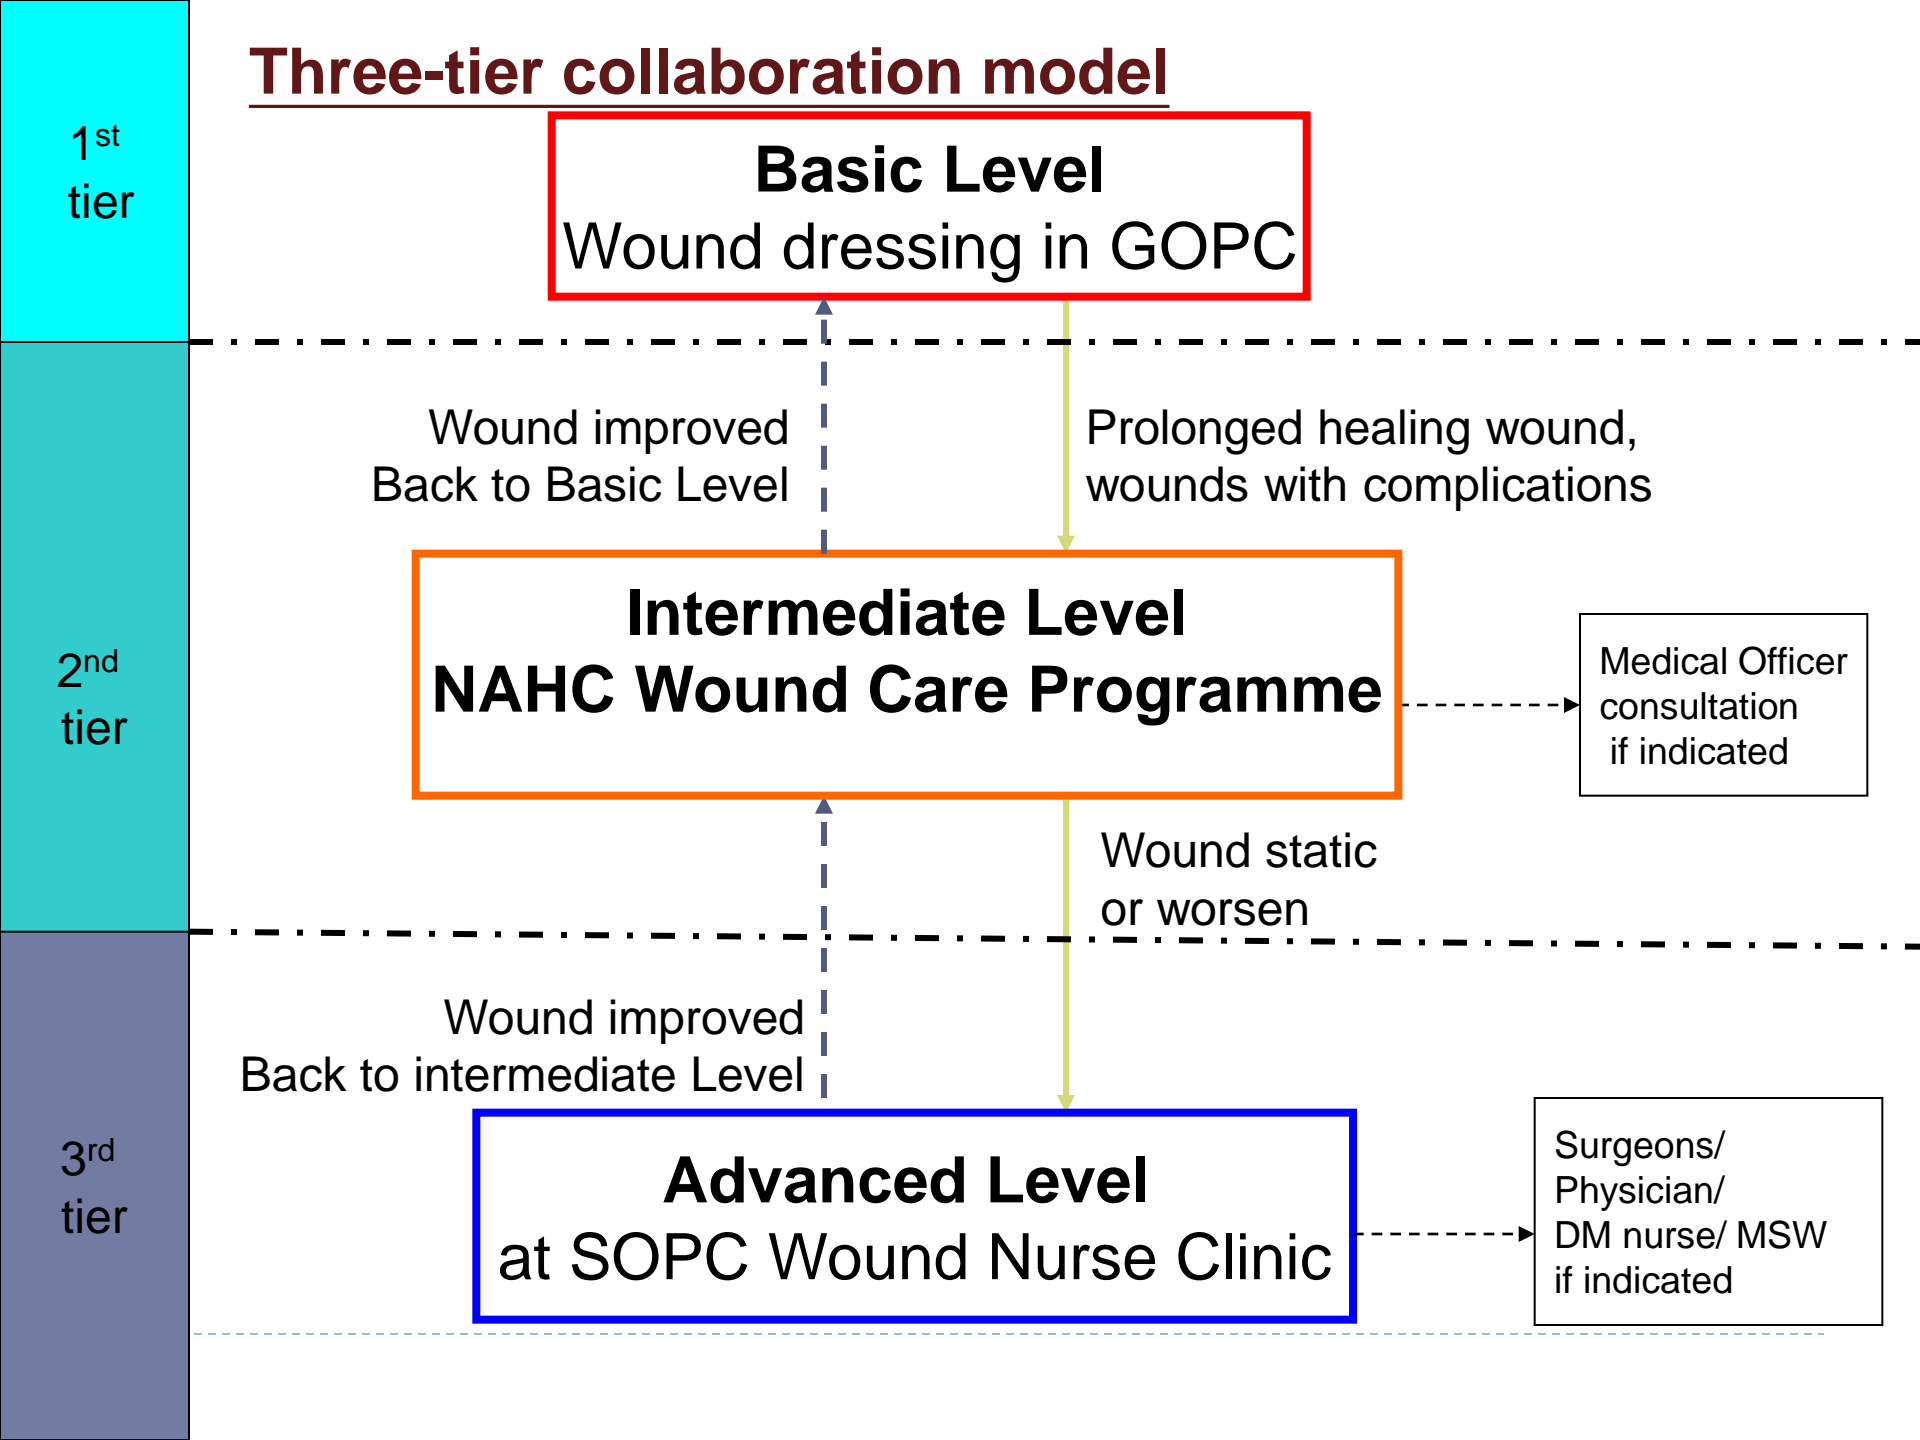 Three-tier collaboration model
1st
tier
Basic Level
Wound dressing in GOPC
Wound improved
Back to Basic Level
Prolonged healing wound,
wounds with complications
2nd
tier
Intermediate Level
NAHC Wound Care Programme
Medical Officer
consultation
if indicated
Wound static
or worsen
Wound improved
Back to intermediate Level
3rd
tier
Advanced Level
at SOPC Wound Nurse Clinic
Surgeons/
Physician/
DM nurse/ MSW
if indicated